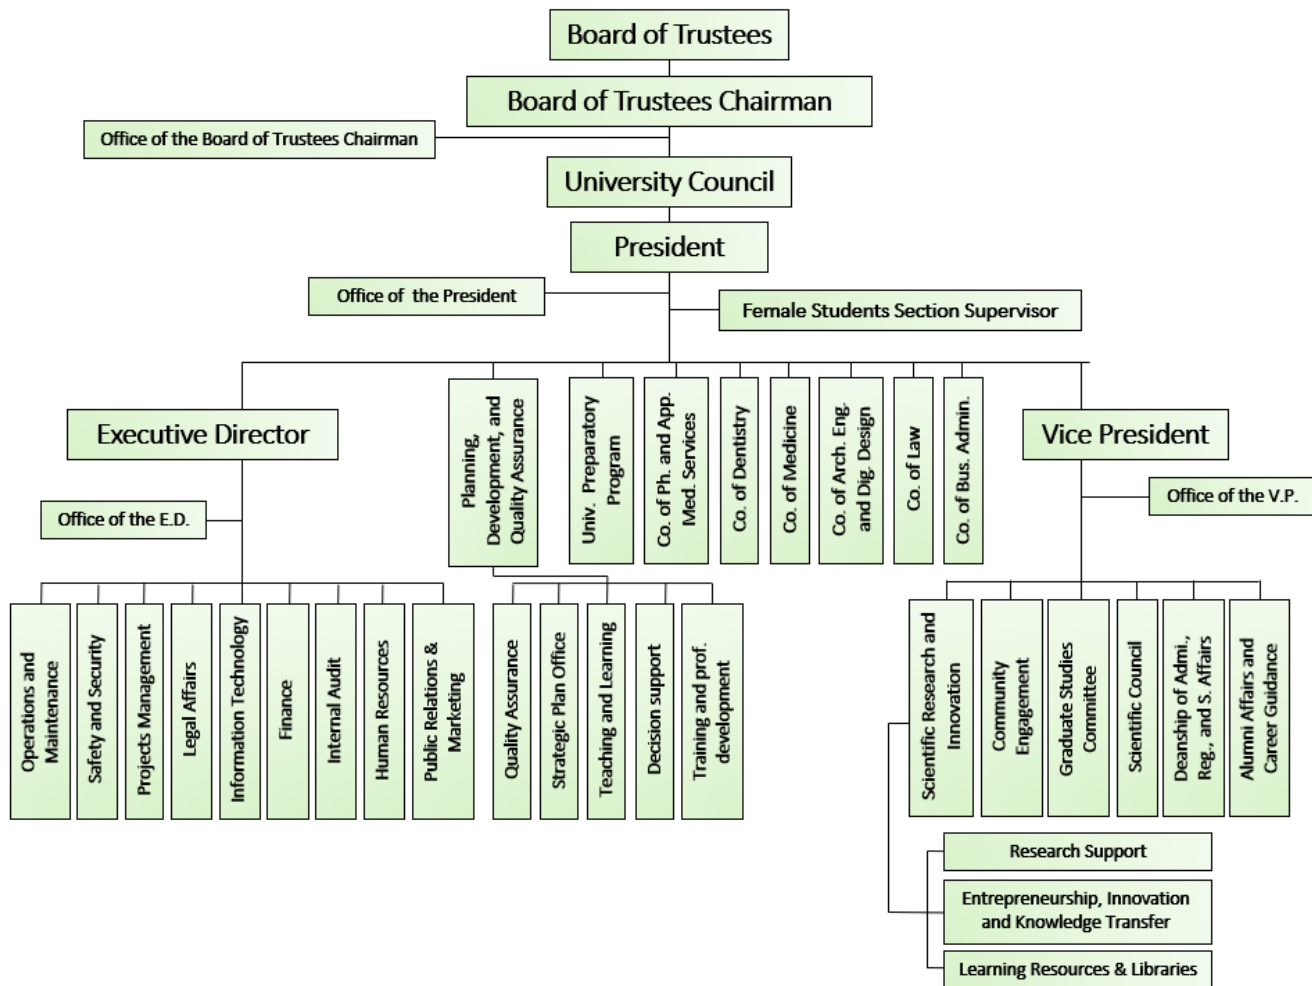 Board of Trustees
Board of Trustees Chairman
Office of the Board of Trustees Chairman
University Council
President
Office of the President
Female Students Section Supervisor
Executive Director
Planning,
Development, and
Quality Assurance
Univ. Preparatory
Program
Co. of Ph. and App.
Med. Services
Co. of Dentistry
Co. of Medicine
Co. of Arch. Eng.
and Dig. Design
Co. of Law
Co. of Bus. Admin.
Vice President
Office of the E.D.
Office of the V.P.
Operations and
Maintenance
Safety and Security
Projects Management
Legal Affairs
Information Technology
Finance
Internal Audit
Human Resources
Public Relations &
Marketing
Quality Assurance
Strategic Plan Office
Teaching and Learning
Decision support
Training and prof.
development
Scientific Research and
Innovation
Community
Engagement
Graduate Studies
Committee
Scientific Council
Deanship of Admi.,
Reg., and S. Affairs
Alumni Affairs and
Career Guidance
Research Support
Entrepreneurship, Innovation
and Knowledge Transfer
Learning Resources & Libraries